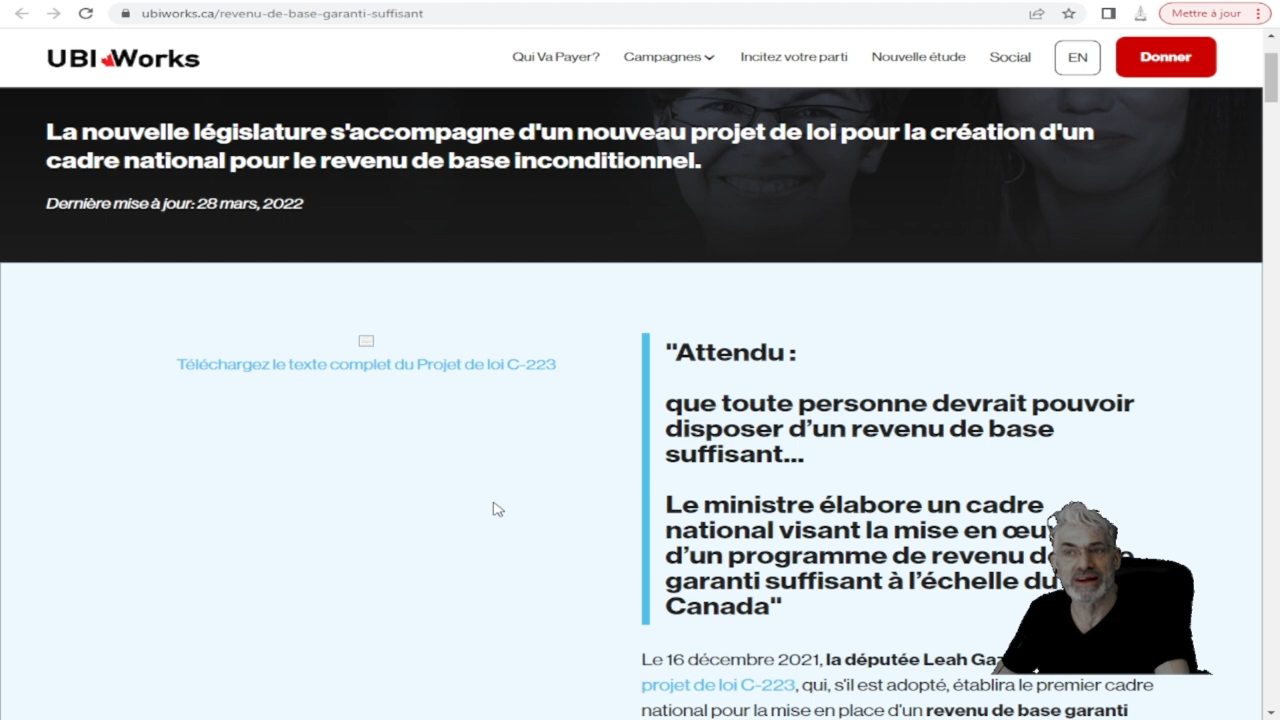 ubiworks.ca/revenu-de-base-garanti-suffisant
Mettre à jour
UBI Works
Qui Va Payer?
Campagnes
Incitez votre parti
Nouvelle étude
Social
EN
Donner
La nouvelle législature s'accompagne d'un nouveau projet de loi pour la création d'un
cadre national pour le revenu de base inconditionnel.
Dernière mise à jour: 28 mars, 2022
Téléchargez le texte complet du Projet de loi C-223
"Attendu :
que toute personne devrait pouvoir
disposer d’un revenu de base
suffisant...
Le ministre élabore un cadre
national visant la mise en
d’un programme de revenu
garanti suffisant à l’échelle du
Canada"
Le 16 décembre 2021, la députée Leah
projet de loi C-223, qui, s'il est adopté, établira le premier cadre
national pour la mise en place d'un revenu de base garanti